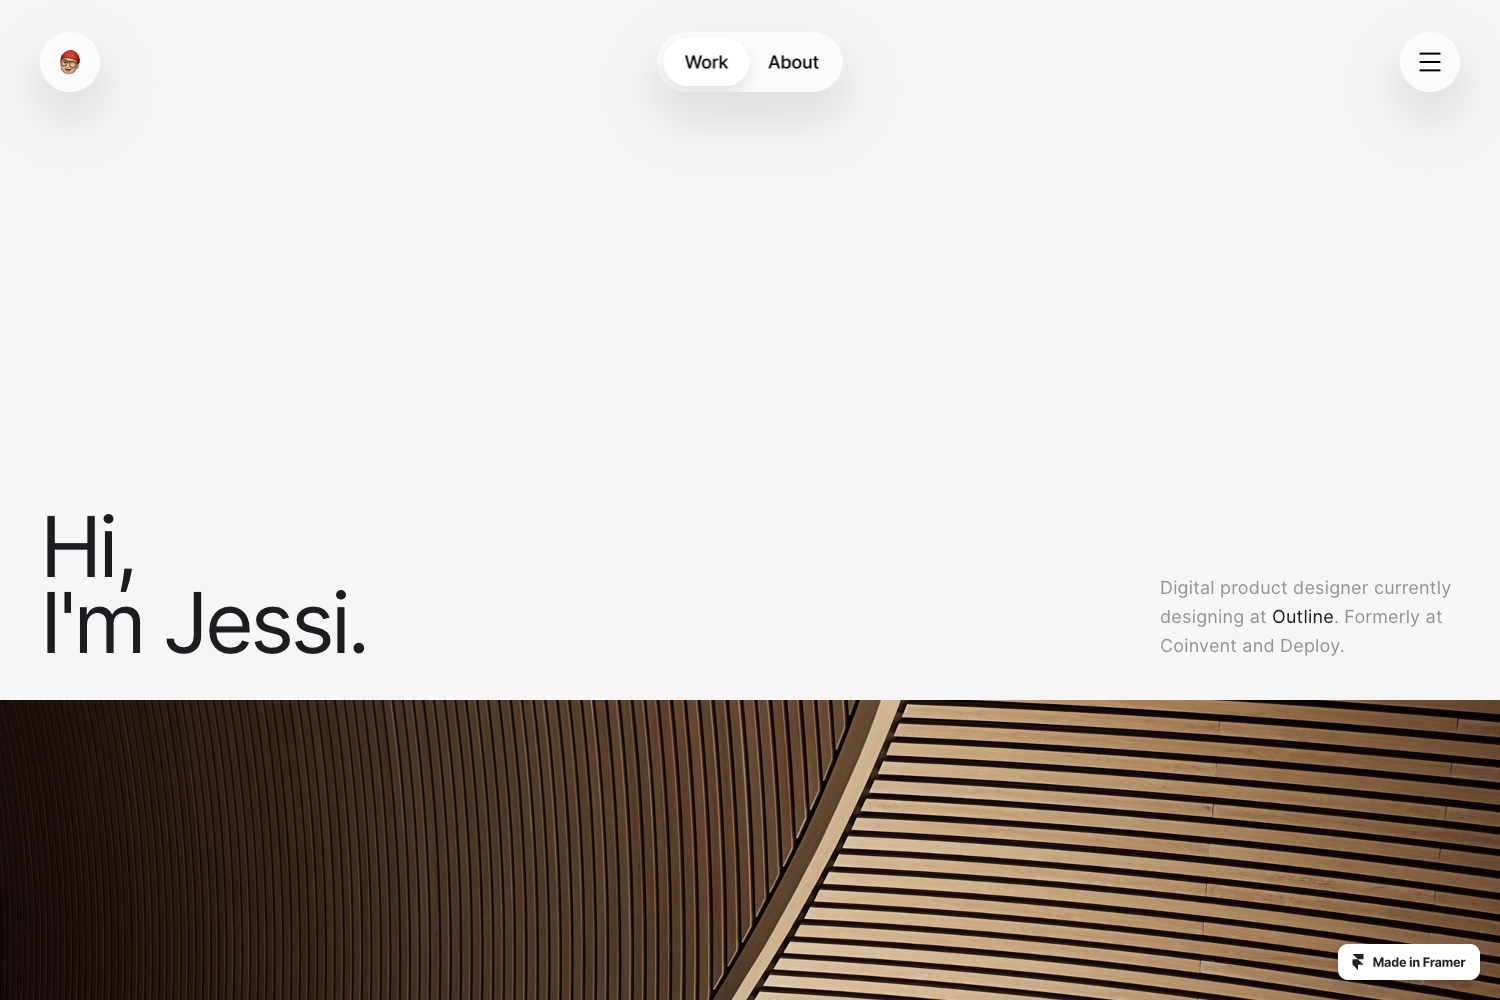 Work
About
Hi,
I'm Jessi.
Digital product designer currently
designing at Outline. Formerly at
Coinvent and Deploy.
Made in Framer